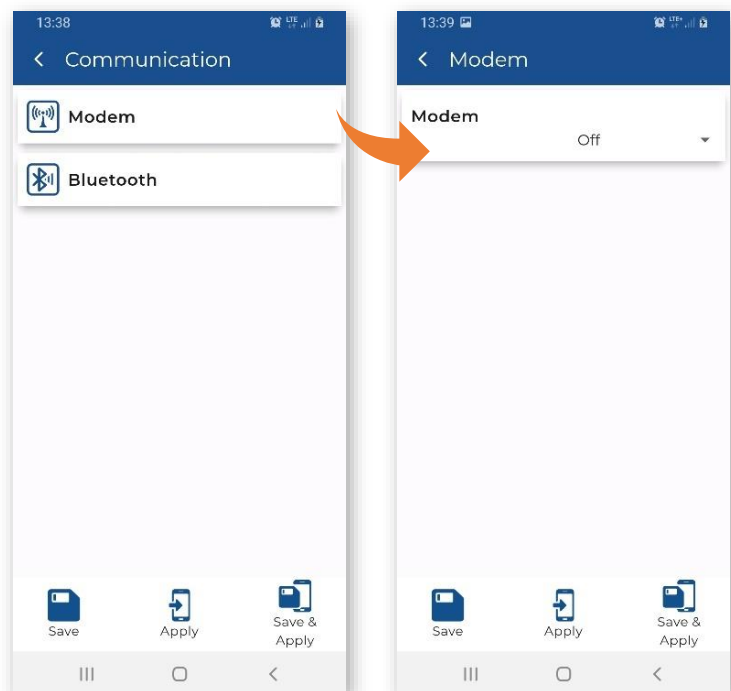 13:38
LTE
Communication
Modem
Bluetooth
Save
Apply
Save &
Apply
13:39
LTE+
Modem
Modem
Off
Save
Apply
Save &
Apply